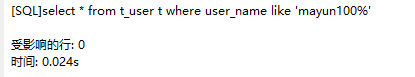 [SQL]select * from t_user t where user_name like 'mayun100%'
受影响的行: 0
时间: 0.024s